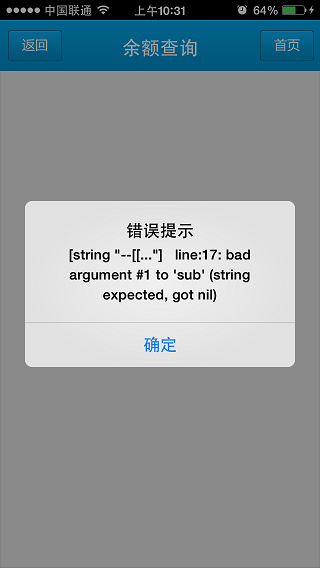 中国联通 上午10:31 64%
返回 余额查询 首页
错误提示
[string "--[[..."] line:17: bad
argument #1 to 'sub' (string
expected, got nil)
确定